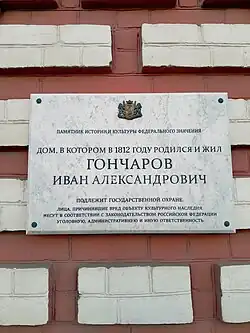 ПАМЯТНИК ИСТОРИИ И КУЛЬТУРЫ ФЕДЕРАЛЬНОГО ЗНАЧЕНИЯ
ДОМ, В КОТОРОМ В 1812 ГОДУ РОДИЛСЯ И ЖИЛ
ГОНЧАРОВ
ИВАН АЛЕКСАНДРОВИЧ
ПОДЛЕЖИТ ГОСУДАРСТВЕННОЙ ОХРАНЕ.
ЛИЦА, ПРИЧИНИВШИЕ ВРЕД ОБЪЕКТУ КУЛЬТУРНОГО НАСЛЕДИЯ
НЕСУТ В СООТВЕТСТВИИ С ЗАКОНОДАТЕЛЬСТВОМ РОССИЙСКОЙ ФЕДЕРАЦИИ
УГОЛОВНУЮ, АДМИНИСТРАТИВНУЮ И ИНУЮ ОТВЕТСТВЕННОСТЬ.